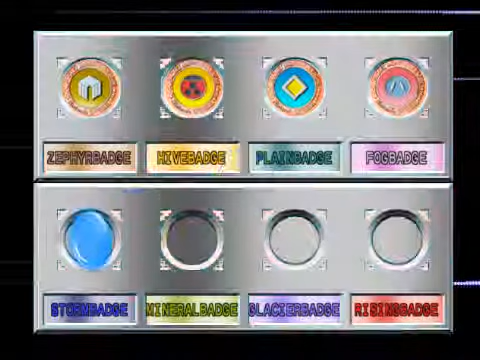 ZEPHYRBADGE
HIVEBADGE
PLAINBADGE
FOGBADGE
STORMBADGE
MINERALBADGE
GLACIERBADGE
RISINGBADGE